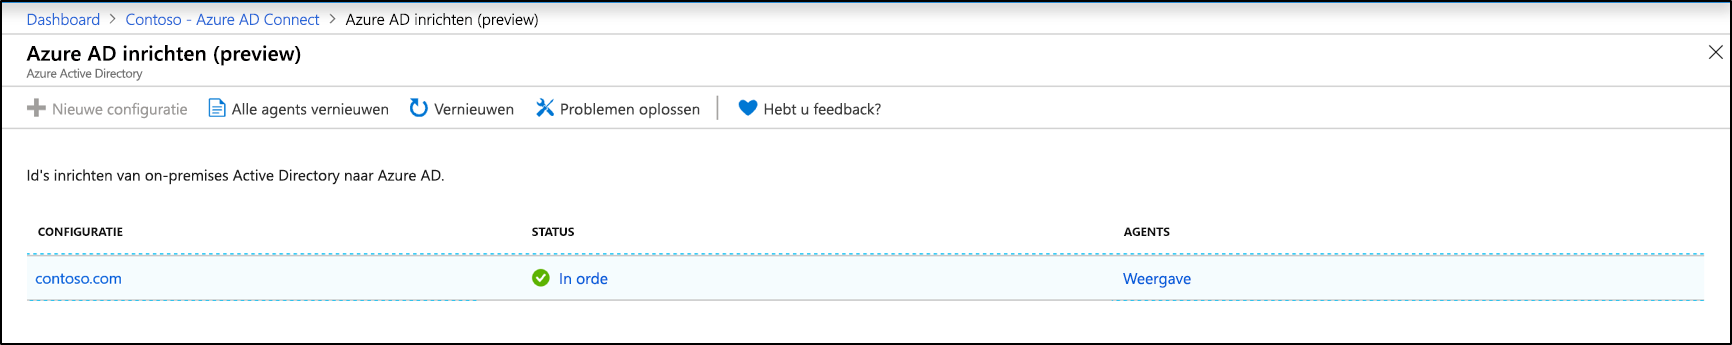 Dashboard > Contoso - Azure AD Connect > Azure AD inrichten (preview)
Azure AD inrichten (preview)
Azure Active Directory
Nieuwe configuratie Alle agents vernieuwen Vernieuwen Problemen oplossen Hebt u feedback?
Id's inrichten van on-premises Active Directory naar Azure AD.
CONFIGURATIE STATUS AGENTS
contoso.com In orde Weergave